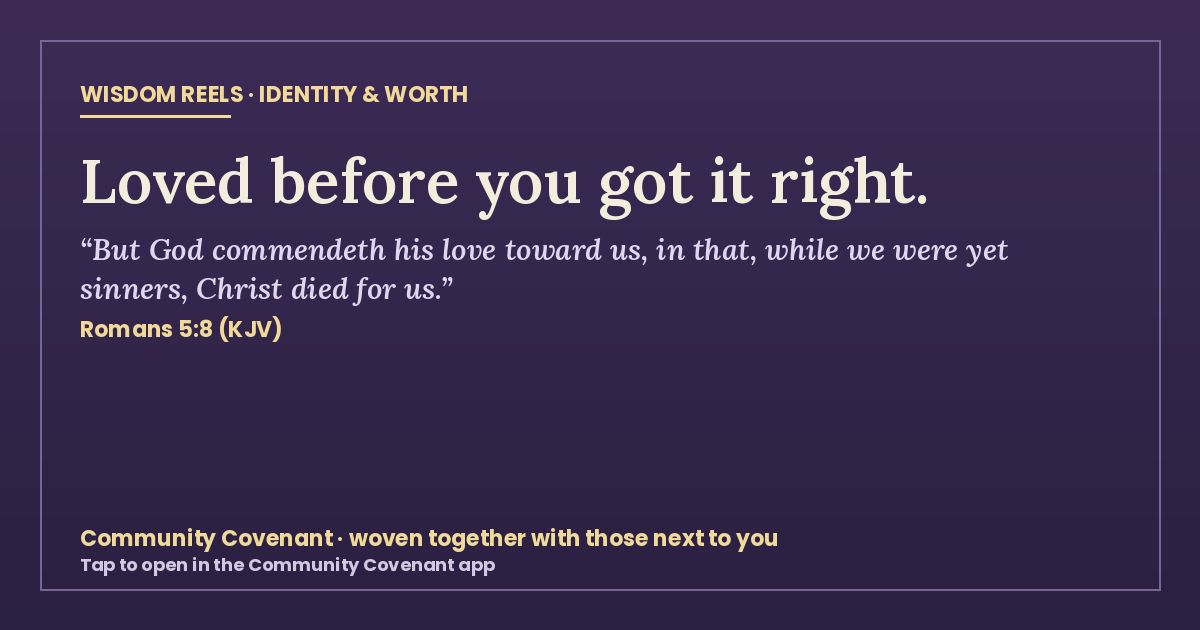 WISDOM REELS · IDENTITY & WORTH
Loved before you got it right.
“But God commendeth his love toward us, in that, while we were yet
sinners, Christ died for us.”
Romans 5:8 (KJV)
Community Covenant · woven together with those next to you
Tap to open in the Community Covenant app